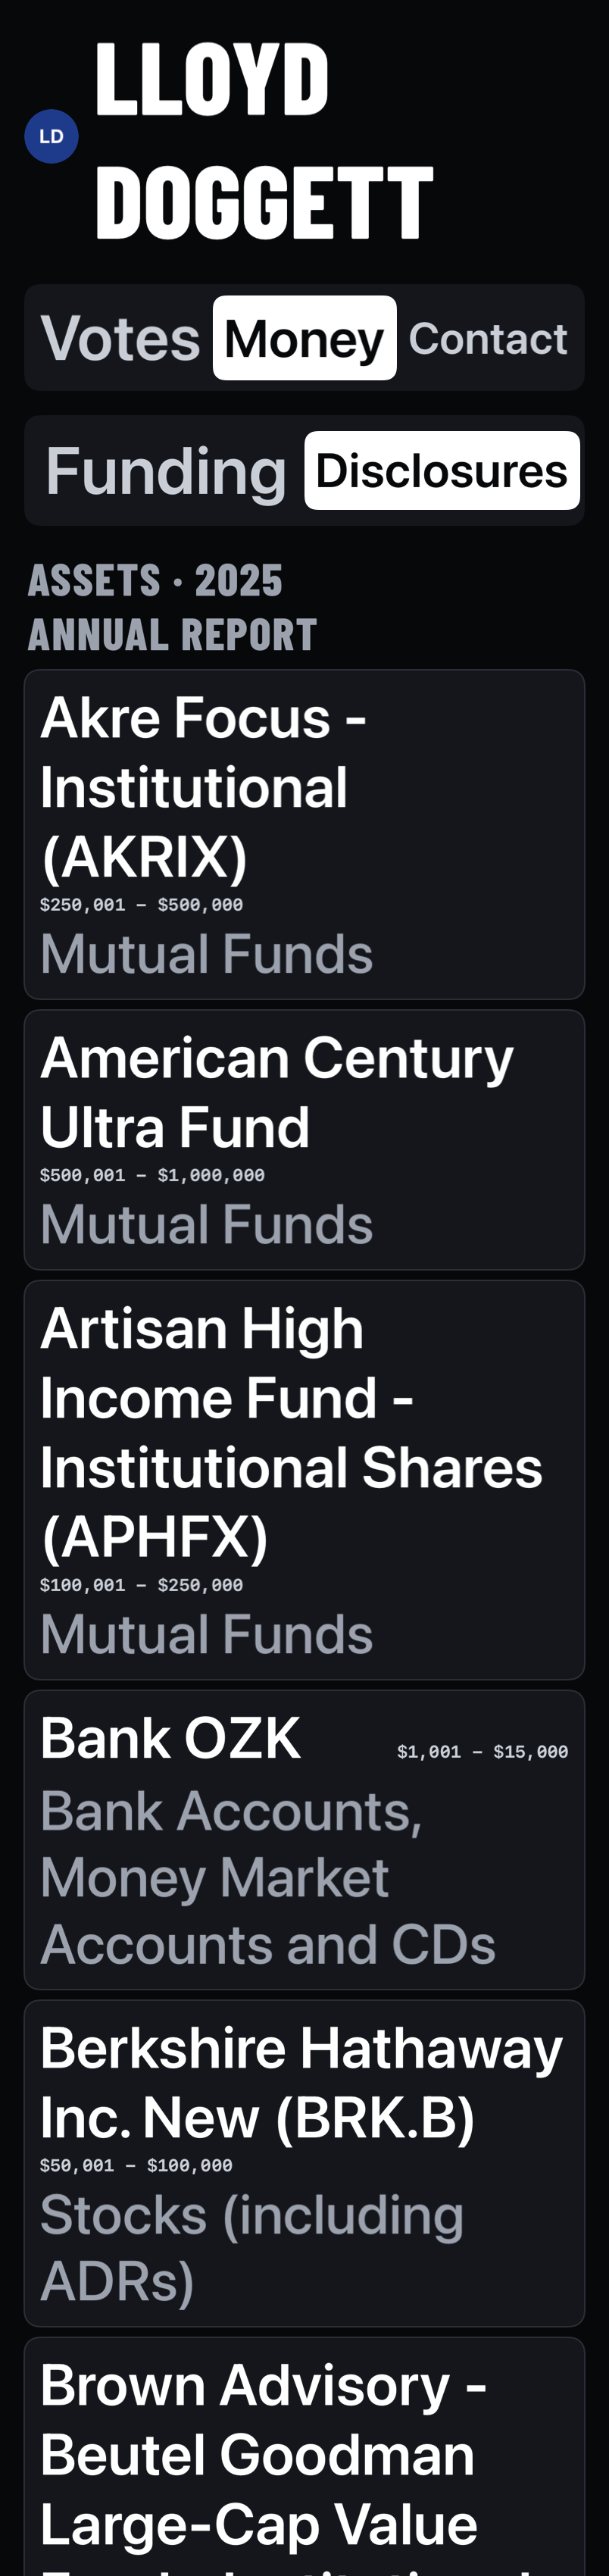 LD
LLOYD
DOGGETT
Votes Money Contact
Funding Disclosures
ASSETS · 2025
ANNUAL REPORT
Akre Focus -
Institutional
(AKRIX)
$250,001 – $500,000
Mutual Funds
American Century
Ultra Fund
$500,001 – $1,000,000
Mutual Funds
Artisan High
Income Fund -
Institutional Shares
(APHFX)
$100,001 – $250,000
Mutual Funds
Bank OZK $1,001 – $15,000
Bank Accounts,
Money Market
Accounts and CDs
Berkshire Hathaway
Inc. New (BRK.B)
$50,001 – $100,000
Stocks (including
ADRs)
Brown Advisory -
Beutel Goodman
Large-Cap Value